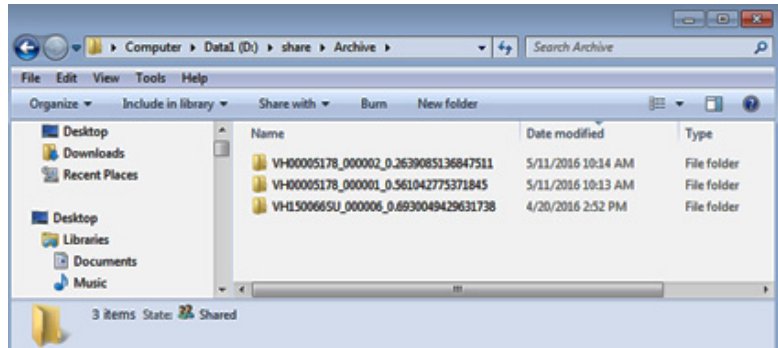 Computer Data1 (D:) share Archive Search Archive
File Edit View Tools Help
Organize Include in library Share with Burn New folder
Desktop
Downloads
Recent Places
Desktop
Libraries
Documents
Music
Name Date modified Type
VH00005178_000002_0.2639085136847511 5/11/2016 10:14 AM File folder
VH00005178_000001_0.561042775371845 5/11/2016 10:13 AM File folder
VH150066SU_000006_0.6930049429631738 4/20/2016 2:52 PM File folder
3 items State: Shared